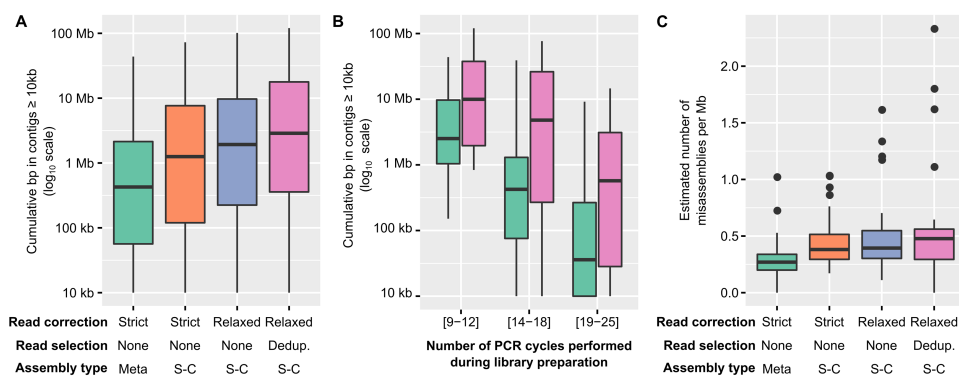 A
Cumulative bp in contigs ≥ 10kb
(log10 scale)
100 Mb
10 Mb
1 Mb
100 kb
10 kb
Read correction Strict Strict Relaxed Relaxed
Read selection None None None Dedup.
Assembly type Meta S-C S-C S-C
B
Cumulative bp in contigs ≥ 10kb
(log10 scale)
100 Mb
10 Mb
1 Mb
100 kb
10 kb
[9−12] [14−18] [19−25]
Number of PCR cycles performed
during library preparation
C
Estimated number of
misassemblies per Mb
2.0
1.5
1.0
0.5
0.0
Read correction Strict Strict Relaxed Relaxed
Read selection None None None Dedup.
Assembly type Meta S-C S-C S-C